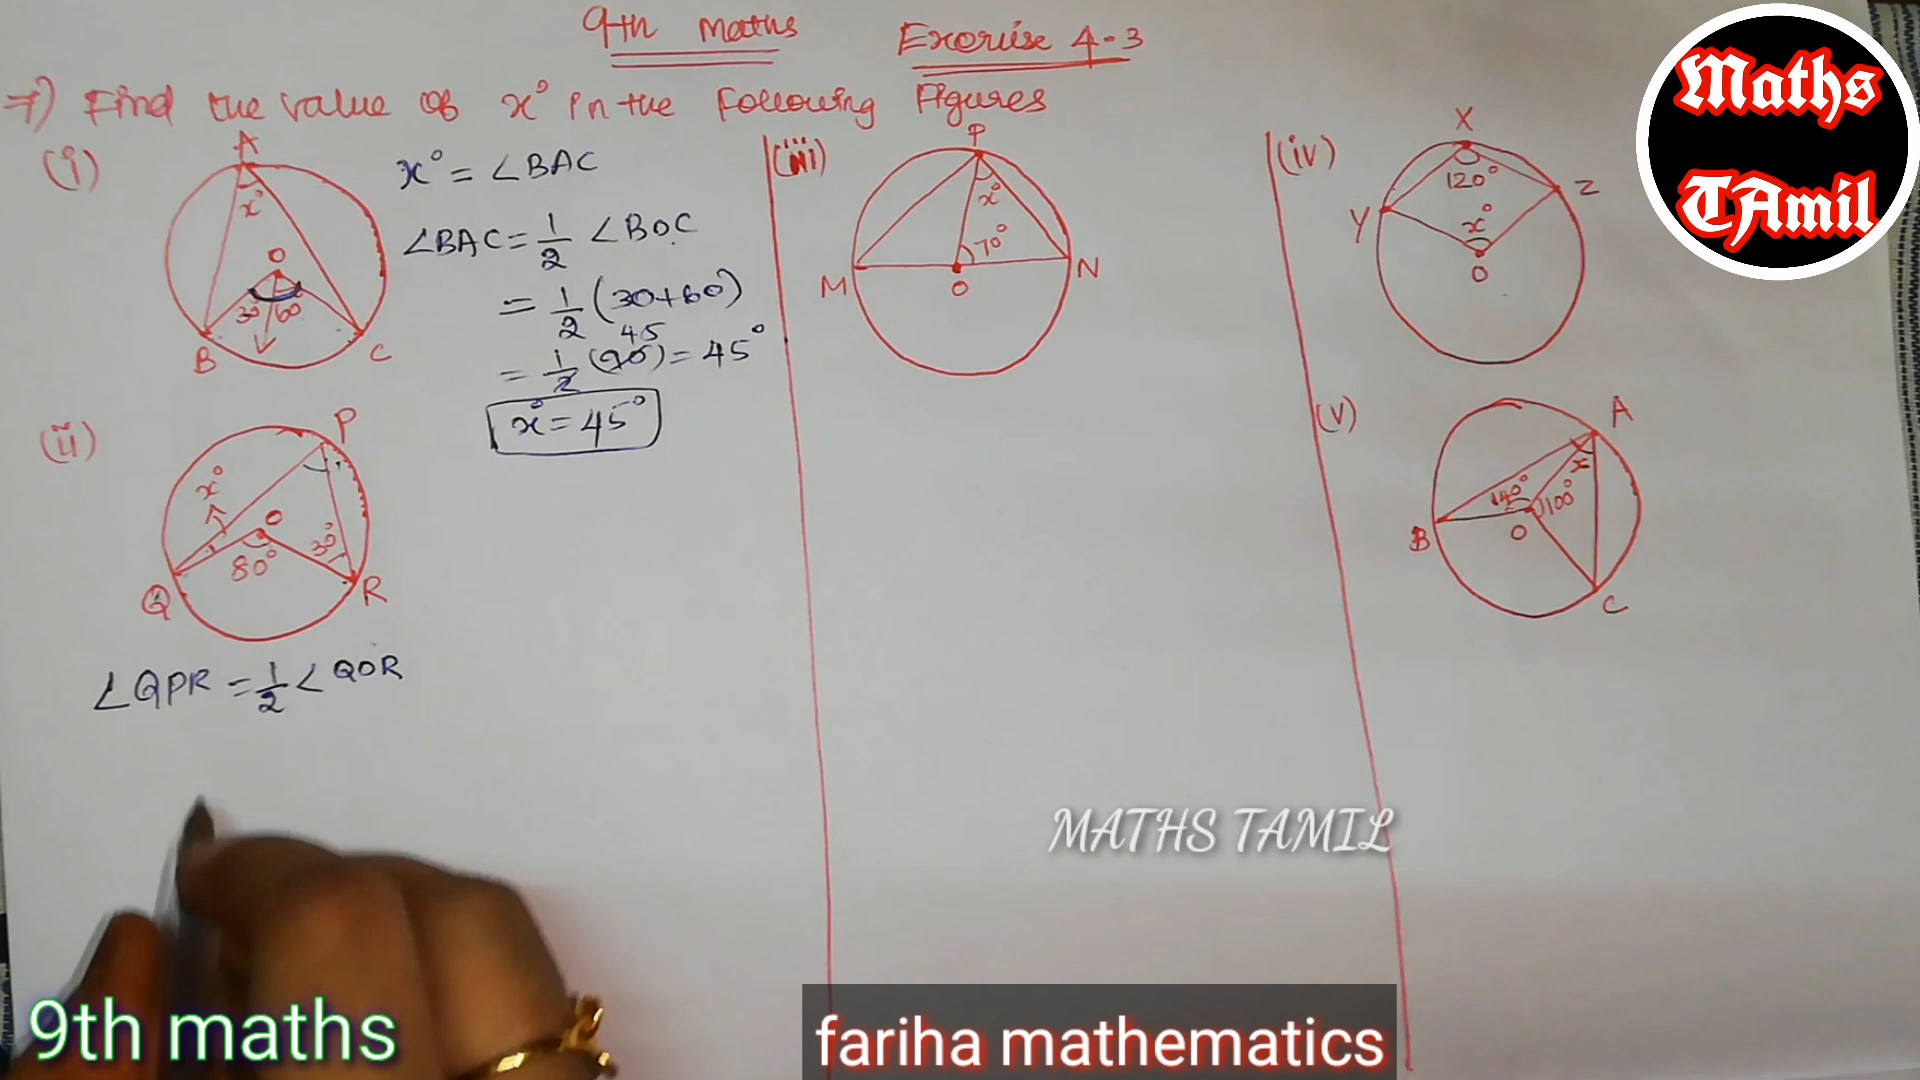 9th maths Exercise 4.3
7) Find the value of x° in the following Figures
(i)
A
x°
O
30 60
B
C
x° = ∠BAC
∠BAC = 1/2 ∠BOC
= 1/2 (30+60)
45
= 1/2 (90) = 45°
x° = 45°
(ii)
P
x°
O
80°
30°
Q
R
∠QPR = 1/2 ∠QOR
(iii)
P
x°
70°
M
O
N
(iv)
X
120°
Y
Z
x°
O
(v)
A
x
140°
100°
B
O
C
Maths
TAmil
MATHS TAMIL
9th maths
fariha mathematics